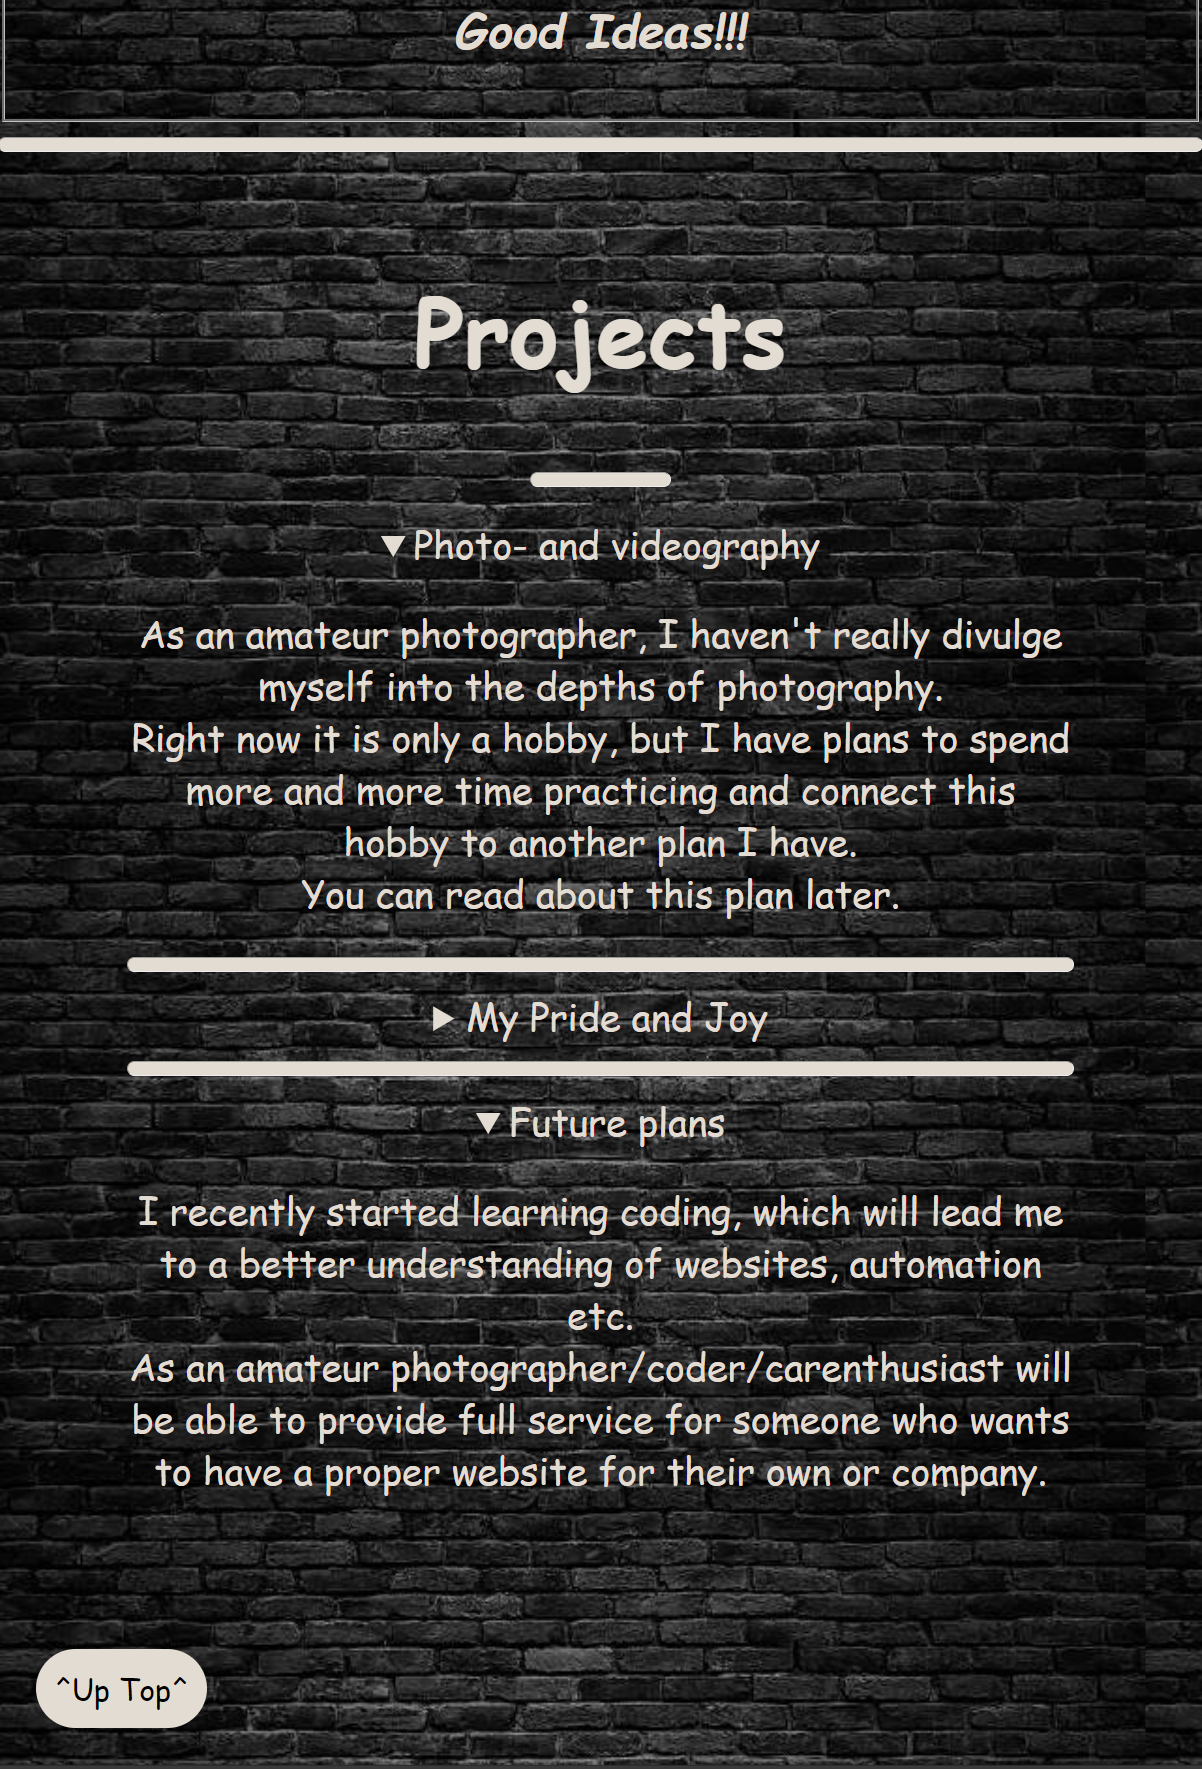 Good Ideas!!!
Projects
▼ Photo- and videography
As an amateur photographer, I haven't really divulge
myself into the depths of photography.
Right now it is only a hobby, but I have plans to spend
more and more time practicing and connect this
hobby to another plan I have.
You can read about this plan later.
▶ My Pride and Joy
▼ Future plans
I recently started learning coding, which will lead me
to a better understanding of websites, automation
etc.
As an amateur photographer/coder/carenthusiast will
be able to provide full service for someone who wants
to have a proper website for their own or company.
^Up Top^